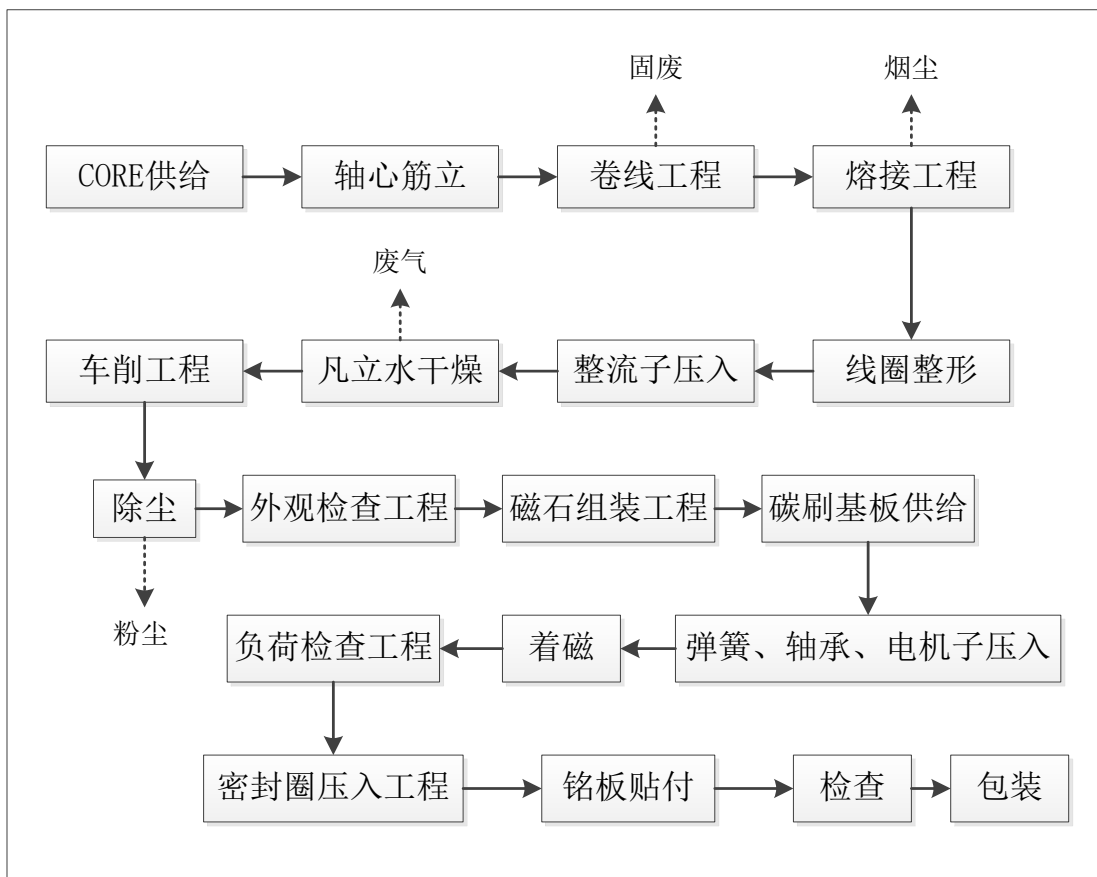 固废
烟尘
CORE供给
轴心筋立
卷线工程
熔接工程
废气
车削工程
凡立水干燥
整流子压入
线圈整形
除尘
外观检查工程
磁石组装工程
碳刷基板供给
粉尘
负荷检查工程
着磁
弹簧、轴承、电机子压入
密封圈压入工程
铭板贴付
检查
包装